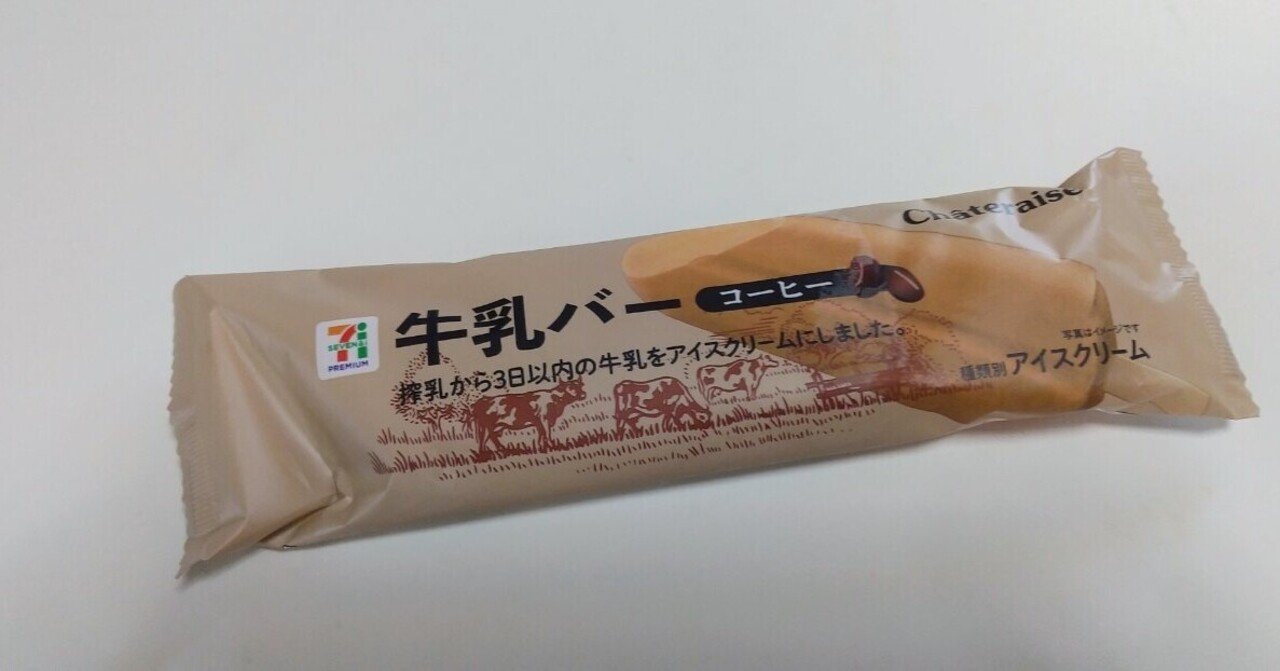 Châteraisé
牛乳バー コーヒー
7i
SEVEN&i
PREMIUM
搾乳から3日以内の牛乳をアイスクリームにしました。
写真はイメージです
種類別 アイスクリーム